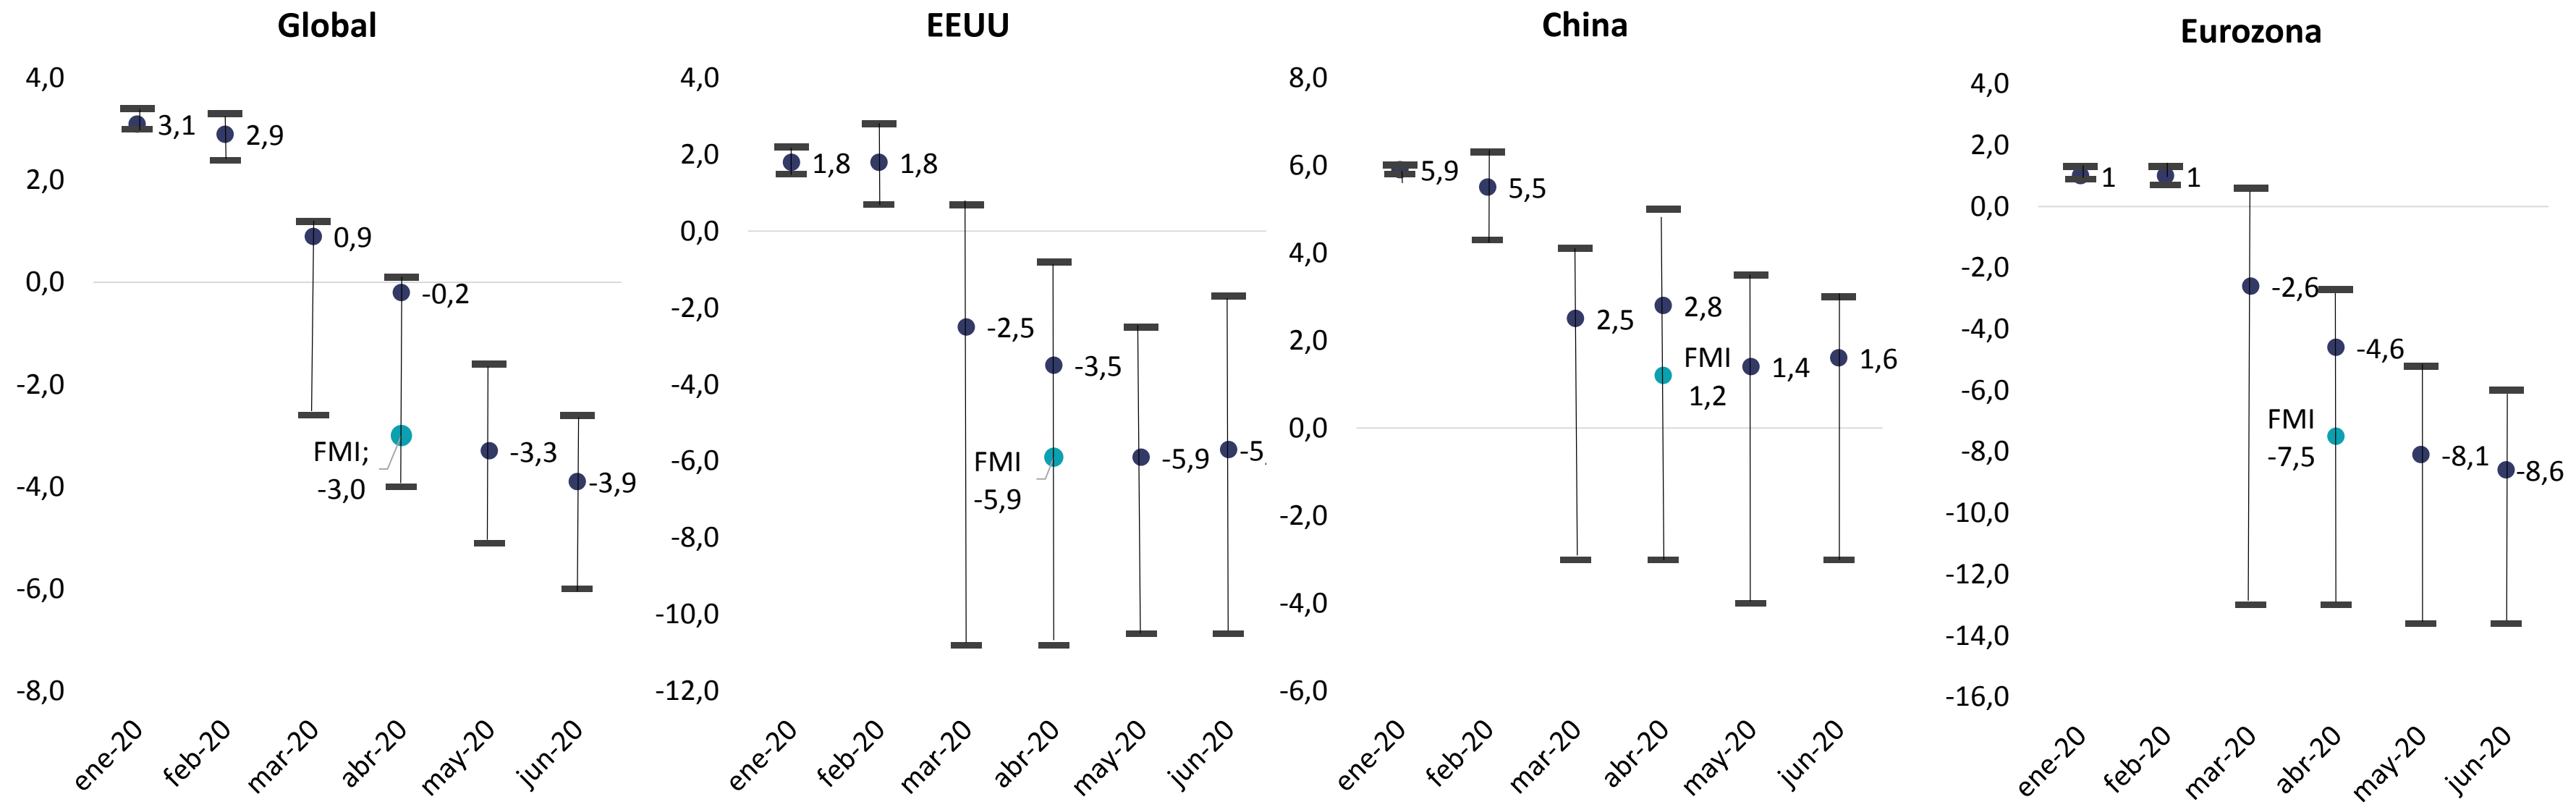 Global
4,0
2,0
0,0
-2,0
-4,0
-6,0
-8,0
3,1
2,9
0,9
-0,2
FMI;
-3,0
-3,3
-3,9
ene-20
feb-20
mar-20
abr-20
may-20
jun-20
EEUU
4,0
2,0
0,0
-2,0
-4,0
-6,0
-8,0
-10,0
-12,0
1,8
1,8
-2,5
-3,5
FMI
-5,9
-5,9
-5,
ene-20
feb-20
mar-20
abr-20
may-20
jun-20
China
8,0
6,0
4,0
2,0
0,0
-2,0
-4,0
-6,0
5,9
5,5
2,5
2,8
FMI
1,2
1,4
1,6
ene-20
feb-20
mar-20
abr-20
may-20
jun-20
Eurozona
4,0
2,0
0,0
-2,0
-4,0
-6,0
-8,0
-10,0
-12,0
-14,0
-16,0
1
1
-2,6
-4,6
FMI
-7,5
-8,1
-8,6
ene-20
feb-20
mar-20
abr-20
may-20
jun-20